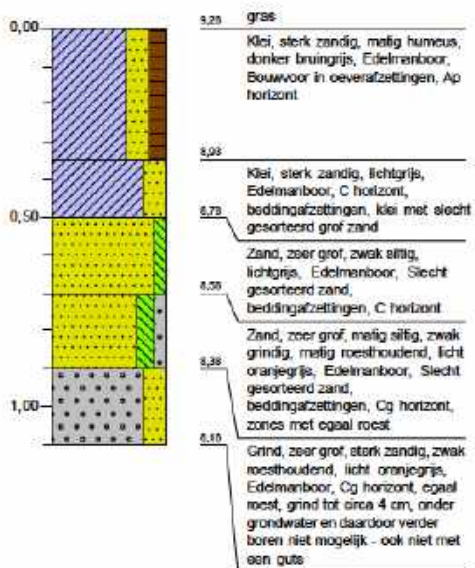 0,00
9,28
gras
Klei, sterk zandig, matig humeus,
donker bruingrijs, Edelmanboor,
Bouwvoor in oeverafzettingen, Ap
horizont
8,93
Klei, sterk zandig, lichtgrijs,
Edelmanboor, C horizont,
beddingafzettingen, klei met slecht
gesorteerd grof zand
0,50
8,78
Zand, zeer grof, zwak siltig,
lichtgrijs, Edelmanboor, Slecht
gesorteerd zand,
beddingafzettingen, C horizont
8,58
Zand, zeer grof, matig siltig, zwak
grindig, matig roesthoudend, licht
oranjegrijs, Edelmanboor, Slecht
gesorteerd zand,
beddingafzettingen, Cg horizont,
zones met egaal roest
8,38
1,00
Grind, zeer grof, sterk zandig, zwak
roesthoudend, licht oranjegrijs,
Edelmanboor, Cg horizont, egaal
roest, grind tot circa 4 cm, onder
grondwater en daardoor verder
boren niet mogelijk - ook niet met
een guts
8,18